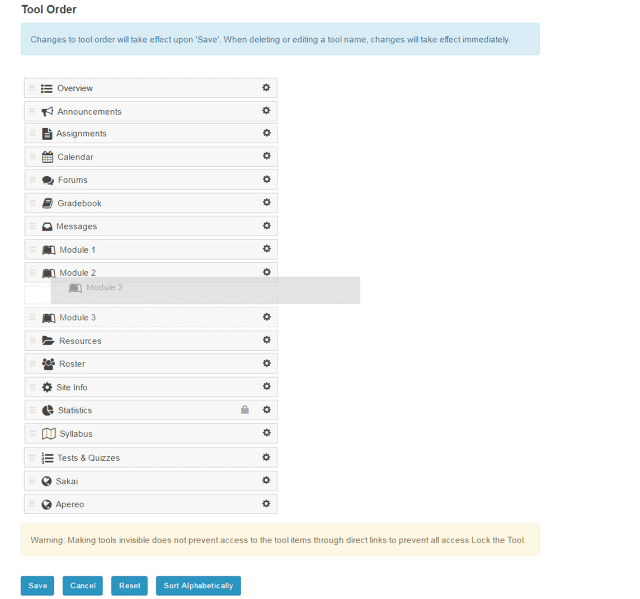 Tool Order
Changes to tool order will take effect upon 'Save'. When deleting or editing a tool name, changes will take effect immediately.
Overview
Announcements
Assignments
Calendar
Forums
Gradebook
Messages
Module 1
Module 2
Module 3
Module 3
Resources
Roster
Site Info
Statistics
Syllabus
Tests & Quizzes
Sakai
Apereo
Warning: Making tools invisible does not prevent access to the tool items through direct links to prevent all access Lock the Tool.
Save Cancel Reset Sort Alphabetically